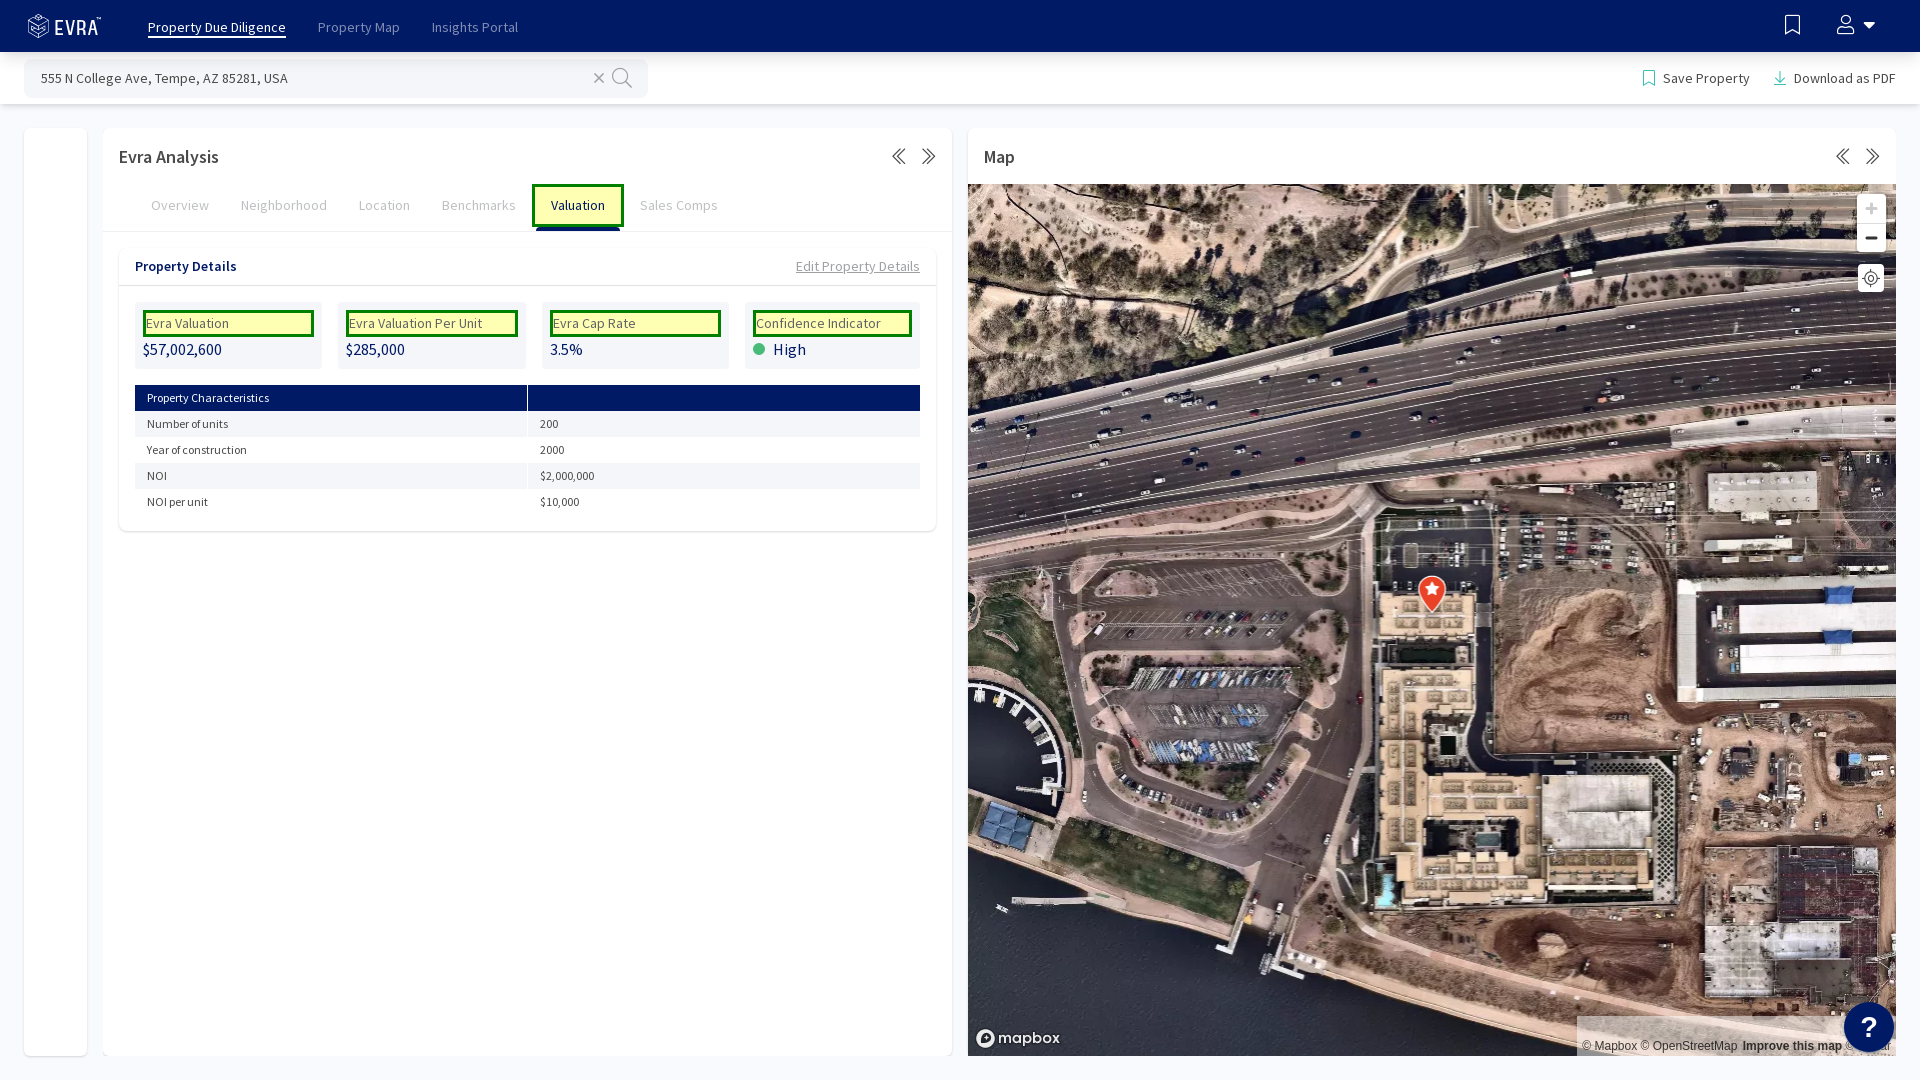 EVRA™
Property Due Diligence
Property Map
Insights Portal
555 N College Ave, Tempe, AZ 85281, USA
Save Property
Download as PDF
Evra Analysis
Overview
Neighborhood
Location
Benchmarks
Valuation
Sales Comps
Property Details
Edit Property Details
Evra Valuation
$57,002,600
Evra Valuation Per Unit
$285,000
Evra Cap Rate
3.5%
Confidence Indicator
High
Property Characteristics
Number of units 200
Year of construction 2000
NOI $2,000,000
NOI per unit $10,000
Map
mapbox
© Mapbox © OpenStreetMap Improve this map ©
?